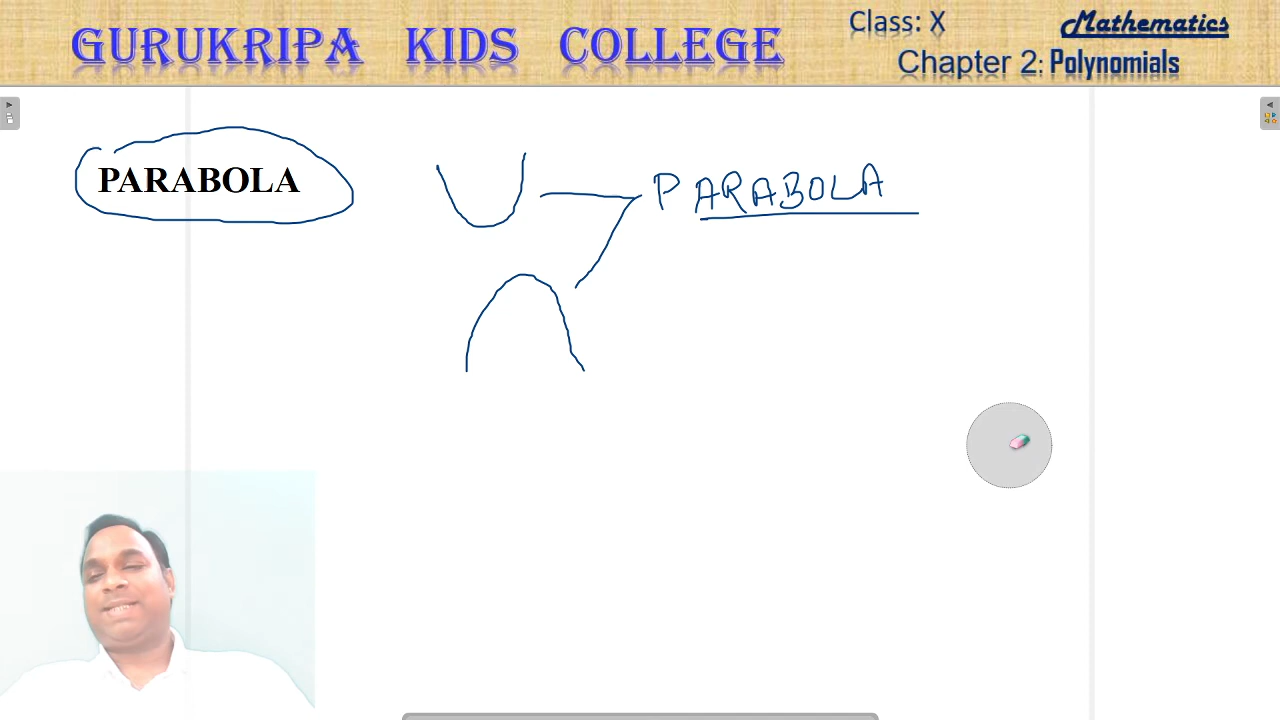 GURUKRIPA KIDS COLLEGE
Class: X
Mathematics
Chapter 2: Polynomials
PARABOLA
PARABOLA